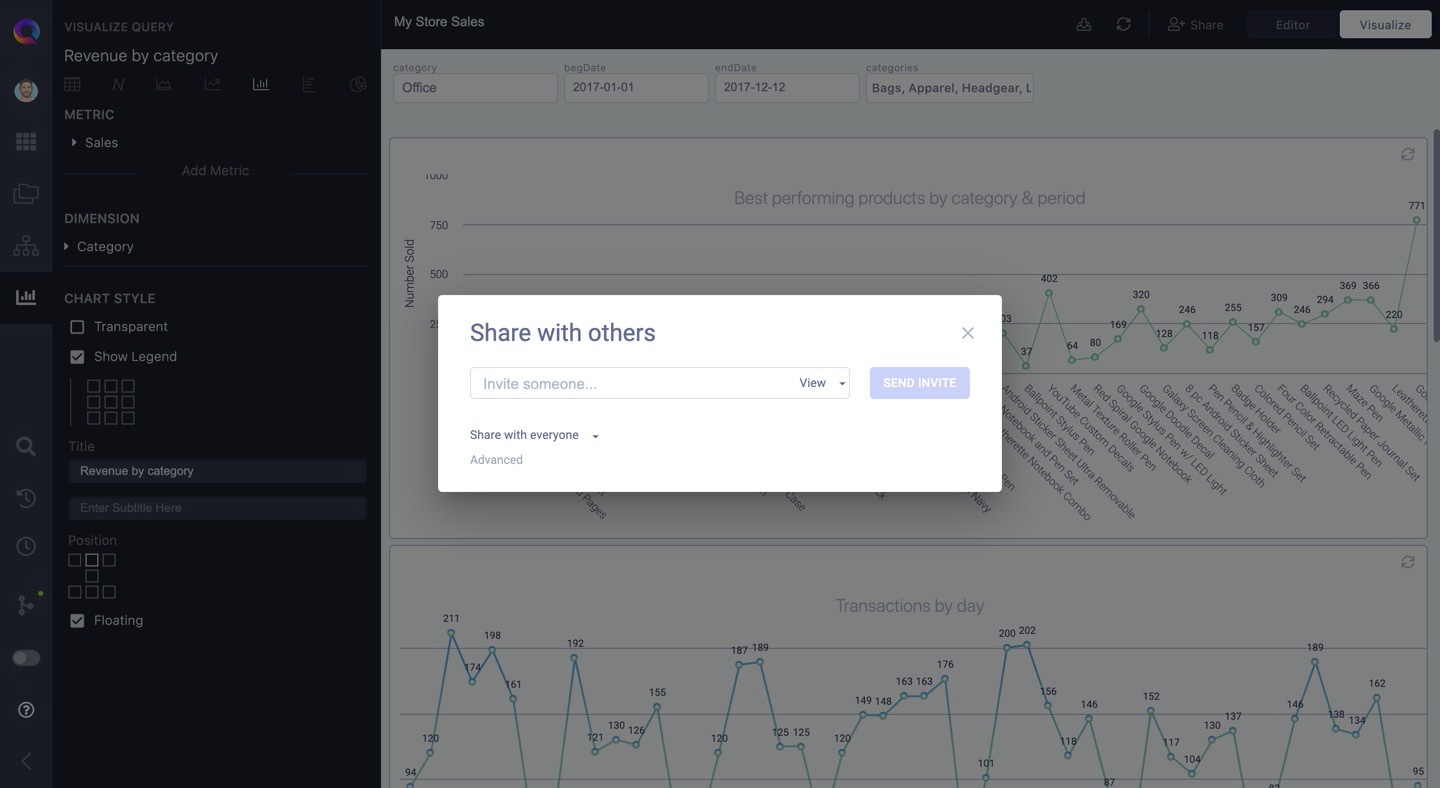 VISUALIZE QUERY
Revenue by category
METRIC
Sales
Add Metric
DIMENSION
Category
CHART STYLE
Transparent
Show Legend
Title
Revenue by category
Enter Subtitle Here
Position
Floating
My Store Sales
Share
Editor
Visualize
category
begDate
endDate
categories
Office
2017-01-01
2017-12-12
Bags, Apparel, Headgear, L
Best performing products by category & period
Number Sold
1000
750
500
771
402
37
64
80
169
320
128
246
118
255
157
309
246
294
369
366
220
Share with others
Invite someone...
View
SEND INVITE
Share with everyone
Advanced
Pages
Case
Navy
Pen
Notebook and Pen Set
Notebook Combo
Android Sticker Sheet Ultra Removable
Ballpoint Stylus Pen
YouTube Custom Decals
Metal Texture Roller Pen
Red Spiral Google Notebook
Google Stylus Pen w/ LED Light
Google Doodle Decal
Galaxy Screen Cleaning Cloth
8 pc Android Sticker Sheet
Pen Pencil & Highlighter Set
Badge Holder
Colored Pencil Set
Four Color Retractable Pen
Ballpoint LED Light Pen
Recycled Paper Journal Set
Maze Pen
Google Metallic
Leatheret
Transactions by day
94
120
211
174
198
161
192
121
130
126
155
120
187
189
125
125
120
149
148
163
163
176
101
200
202
156
118
146
87
152
117
104
130
137
146
189
138
134
162
95